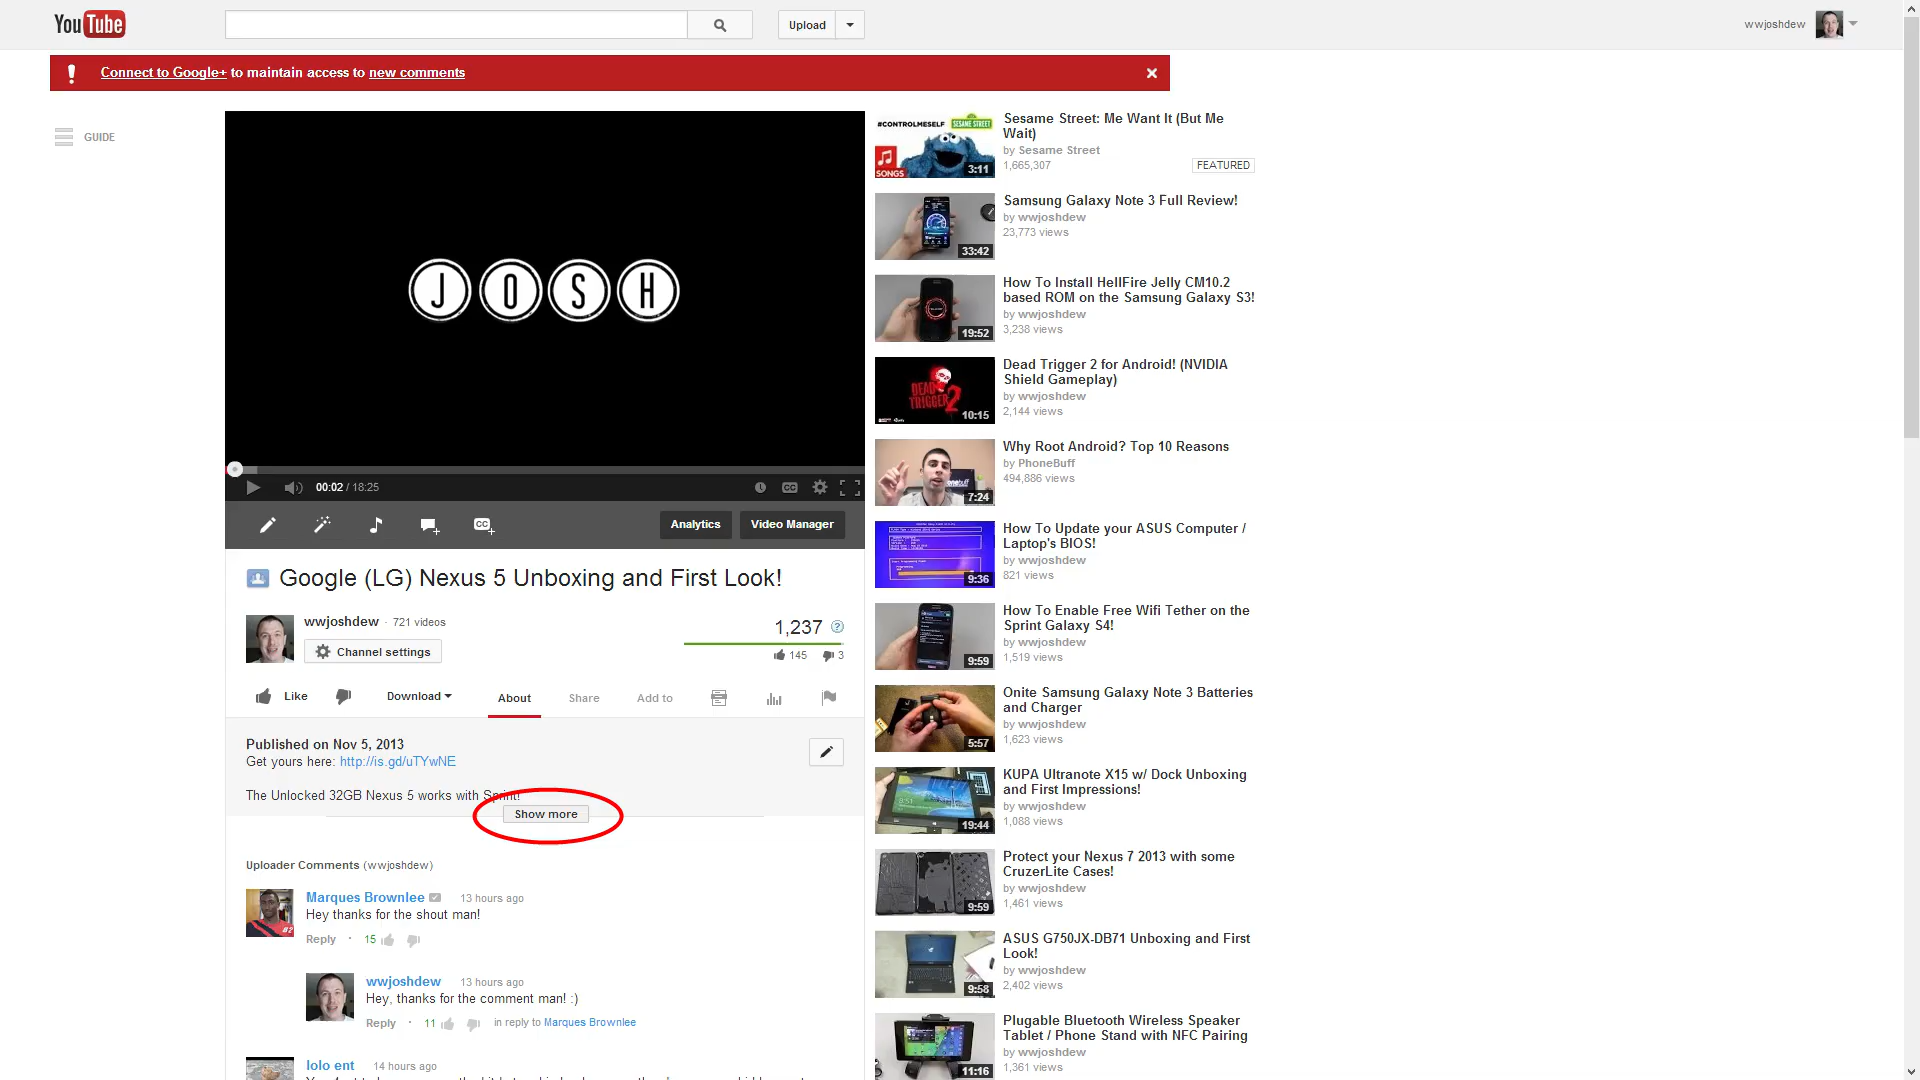 YouTube
Upload
wwjoshdew
Connect to Google+ to maintain access to new comments
GUIDE
JOSH
00:02 / 18:25
CC
CC
Analytics
Video Manager
Google (LG) Nexus 5 Unboxing and First Look!
wwjoshdew · 721 videos
Channel settings
1,237
145
3
Like
Download
About
Share
Add to
Published on Nov 5, 2013
Get yours here: http://is.gd/uTYwNE
The Unlocked 32GB Nexus 5 works with Sprint!
Show more
Uploader Comments (wwjoshdew)
Marques Brownlee 13 hours ago
Hey thanks for the shout man!
Reply · 15
wwjoshdew 13 hours ago
Hey, thanks for the comment man! :)
Reply · 11 in reply to Marques Brownlee
lolo ent 14 hours ago
#CONTROLMESELF
SESAME STREET
SONGS
3:11
Sesame Street: Me Want It (But Me
Wait)
by Sesame Street
1,665,307
FEATURED
33:42
Samsung Galaxy Note 3 Full Review!
by wwjoshdew
23,773 views
19:52
How To Install HellFire Jelly CM10.2
based ROM on the Samsung Galaxy S3!
by wwjoshdew
3,238 views
DEAD
TRIGGER 2
10:15
Dead Trigger 2 for Android! (NVIDIA
Shield Gameplay)
by wwjoshdew
2,144 views
7:24
Why Root Android? Top 10 Reasons
by PhoneBuff
494,886 views
9:36
How To Update your ASUS Computer /
Laptop's BIOS!
by wwjoshdew
821 views
9:59
How To Enable Free Wifi Tether on the
Sprint Galaxy S4!
by wwjoshdew
1,519 views
5:57
Onite Samsung Galaxy Note 3 Batteries
and Charger
by wwjoshdew
1,623 views
19:44
KUPA Ultranote X15 w/ Dock Unboxing
and First Impressions!
by wwjoshdew
1,088 views
9:59
Protect your Nexus 7 2013 with some
CruzerLite Cases!
by wwjoshdew
1,461 views
9:58
ASUS G750JX-DB71 Unboxing and First
Look!
by wwjoshdew
2,402 views
11:16
Plugable Bluetooth Wireless Speaker
Tablet / Phone Stand with NFC Pairing
by wwjoshdew
1,361 views